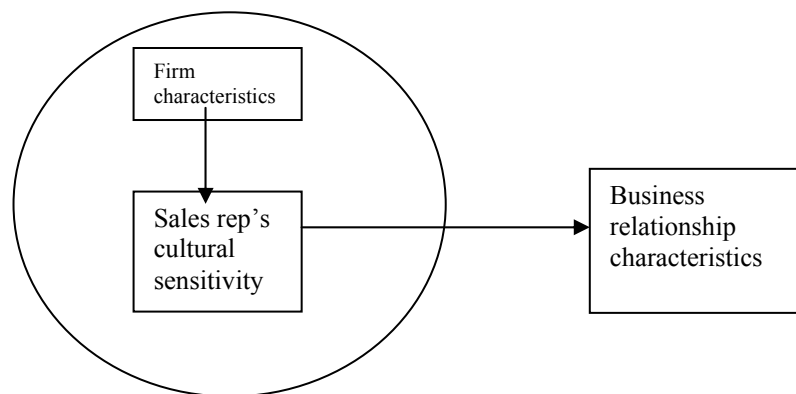 Firm
characteristics
Sales rep’s
cultural
sensitivity
Business
relationship
characteristics